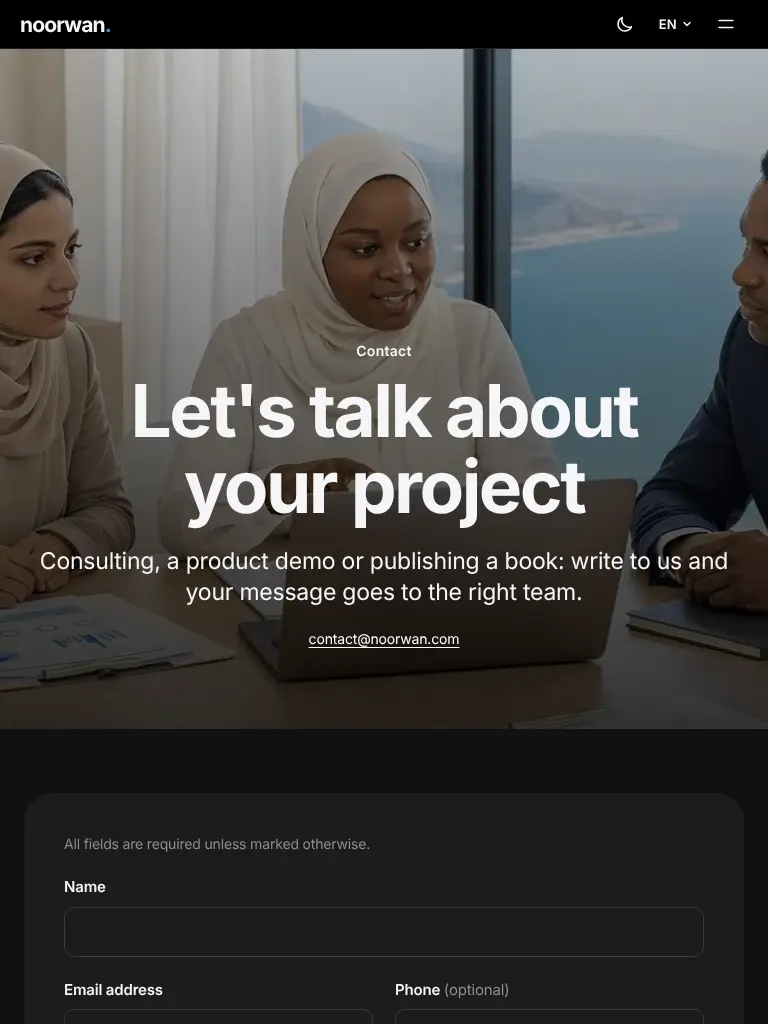 noorwan.
EN
Contact
Let's talk about
your project
Consulting, a product demo or publishing a book: write to us and
your message goes to the right team.
contact@noorwan.com
All fields are required unless marked otherwise.
Name
Email address
Phone (optional)